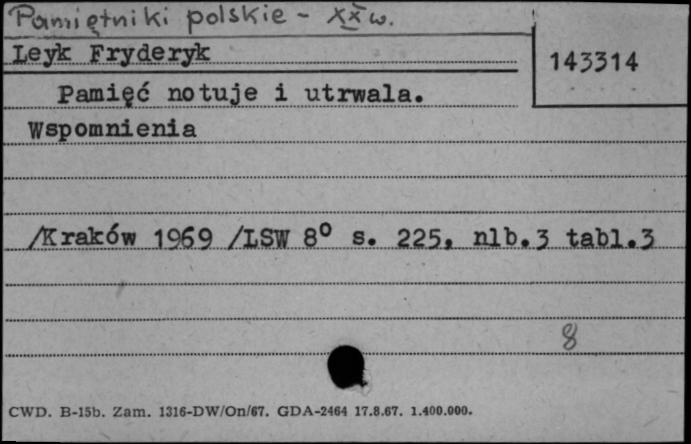 Pamiętniki polskie - XX w.
Leyk Fryderyk
143314
Pamięć notuje i utrwala.
Wspomnienia
/Kraków 1969 /LSW 8° s. 225, nlb.3 tabl.3
8
CWD. B-15b. Zam. 1316-DW/On/67. GDA-2464 17.8.67. 1.400.000.